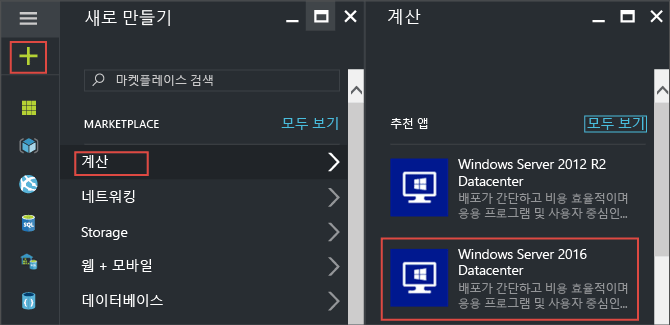 새로 만들기
마켓플레이스 검색
MARKETPLACE
모두 보기
계산
네트워킹
Storage
웹 + 모바일
데이터베이스
계산
추천 앱
모두 보기
Windows Server 2012 R2
Datacenter
배포가 간단하고 비용 효율적이며
응용 프로그램 및 사용자 중심인...
Windows Server 2016
Datacenter
배포가 간단하고 비용 효율적이며
응용 프로그램 및 사용자 중심인...
SQL